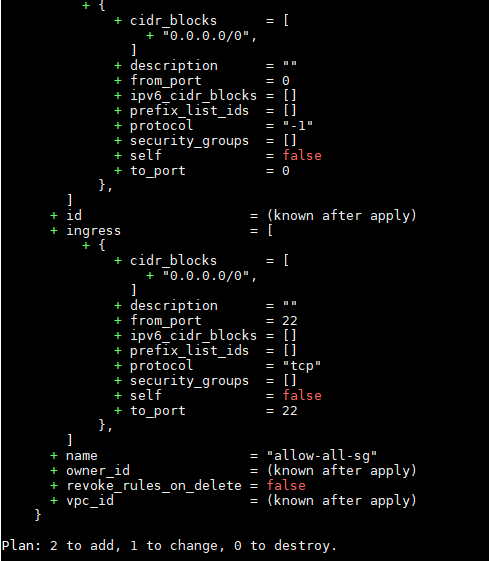 + {
+ cidr_blocks = [
+ "0.0.0.0/0",
]
+ description = ""
+ from_port = 0
+ ipv6_cidr_blocks = []
+ prefix_list_ids = []
+ protocol = "-1"
+ security_groups = []
+ self = false
+ to_port = 0
},
]
+ id = (known after apply)
+ ingress = [
+ {
+ cidr_blocks = [
+ "0.0.0.0/0",
]
+ description = ""
+ from_port = 22
+ ipv6_cidr_blocks = []
+ prefix_list_ids = []
+ protocol = "tcp"
+ security_groups = []
+ self = false
+ to_port = 22
},
]
+ name = "allow-all-sg"
+ owner_id = (known after apply)
+ revoke_rules_on_delete = false
+ vpc_id = (known after apply)
}
Plan: 2 to add, 1 to change, 0 to destroy.